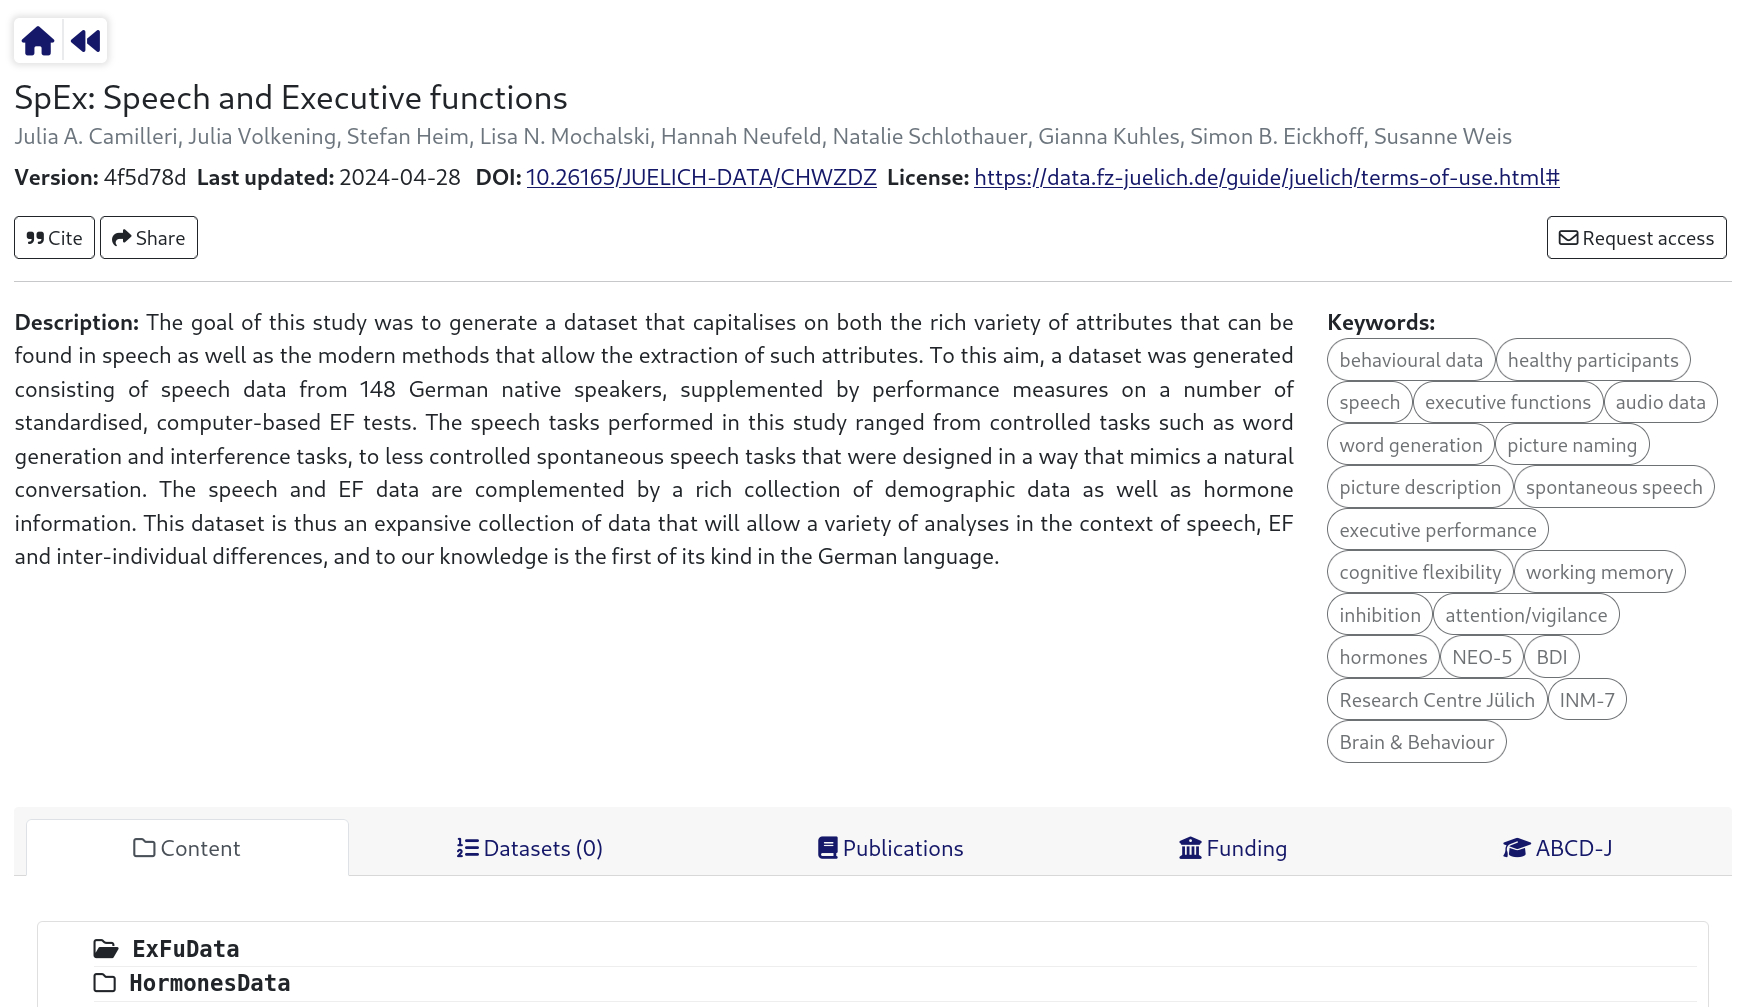 SpEx: Speech and Executive functions
Julia A. Camilleri, Julia Volkening, Stefan Heim, Lisa N. Mochalski, Hannah Neufeld, Natalie Schlothauer, Gianna Kuhles, Simon B. Eickhoff, Susanne Weis
Version: 4f5d78d Last updated: 2024-04-28 DOI: 10.26165/JUELICH-DATA/CHWZDZ License: https://data.fz-juelich.de/guide/juelich/terms-of-use.html#
Cite Share Request access
Description: The goal of this study was to generate a dataset that capitalises on both the rich variety of attributes that can be
found in speech as well as the modern methods that allow the extraction of such attributes. To this aim, a dataset was generated
consisting of speech data from 148 German native speakers, supplemented by performance measures on a number of
standardised, computer-based EF tests. The speech tasks performed in this study ranged from controlled tasks such as word
generation and interference tasks, to less controlled spontaneous speech tasks that were designed in a way that mimics a natural
conversation. The speech and EF data are complemented by a rich collection of demographic data as well as hormone
information. This dataset is thus an expansive collection of data that will allow a variety of analyses in the context of speech, EF
and inter-individual differences, and to our knowledge is the first of its kind in the German language.
Keywords:
behavioural data healthy participants
speech executive functions audio data
word generation picture naming
picture description spontaneous speech
executive performance
cognitive flexibility working memory
inhibition attention/vigilance
hormones NEO-5 BDI
Research Centre Jülich INM-7
Brain & Behaviour
Content Datasets (0) Publications Funding ABCD-J
ExFuData
HormonesData